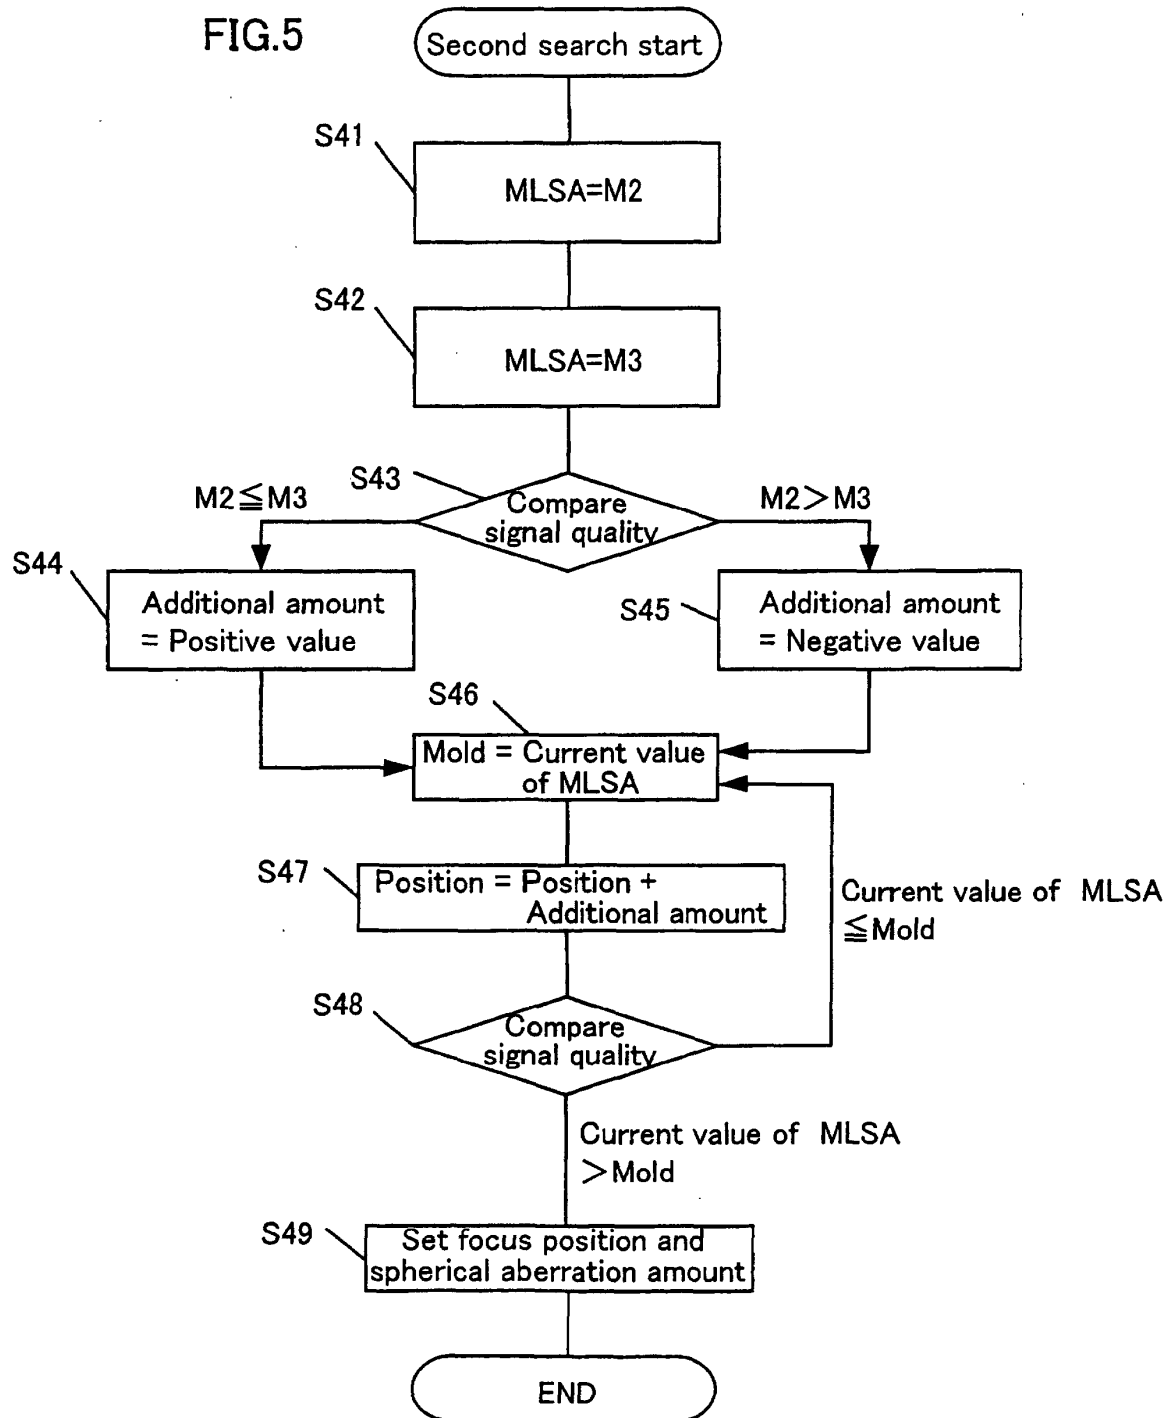 FIG.5
Second search start
S41
MLSA=M2
S42
MLSA=M3
S43
Compare
signal quality
M2≦M3
M2>M3
S44
Additional amount
= Positive value
S45
Additional amount
= Negative value
S46
Mold = Current value
of MLSA
S47
Position = Position +
Additional amount
Current value of MLSA
≦Mold
S48
Compare
signal quality
Current value of MLSA
>Mold
S49
Set focus position and
spherical aberration amount
END